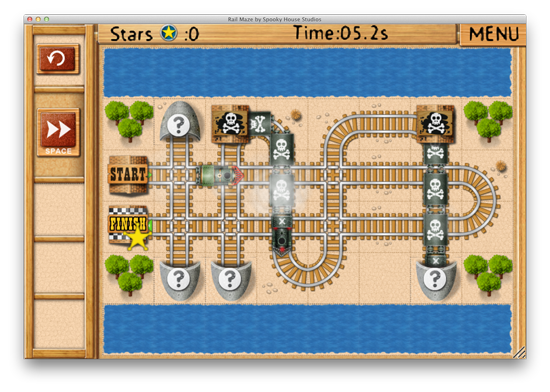 Rail Maze by Spooky House Studios
Stars :0 Time:05.2s MENU
SPACE
? 
START
FINISH
? ? ?